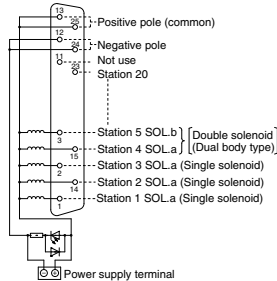 13
25
Positive pole (common)
12
24
Negative pole
11
Not use
23
Station 20
3
Station 5 SOL.b
Double solenoid
15
Station 4 SOL.a
(Dual body type)
2
Station 3 SOL.a (Single solenoid)
14
Station 2 SOL.a (Single solenoid)
1
Station 1 SOL.a (Single solenoid)
Power supply terminal